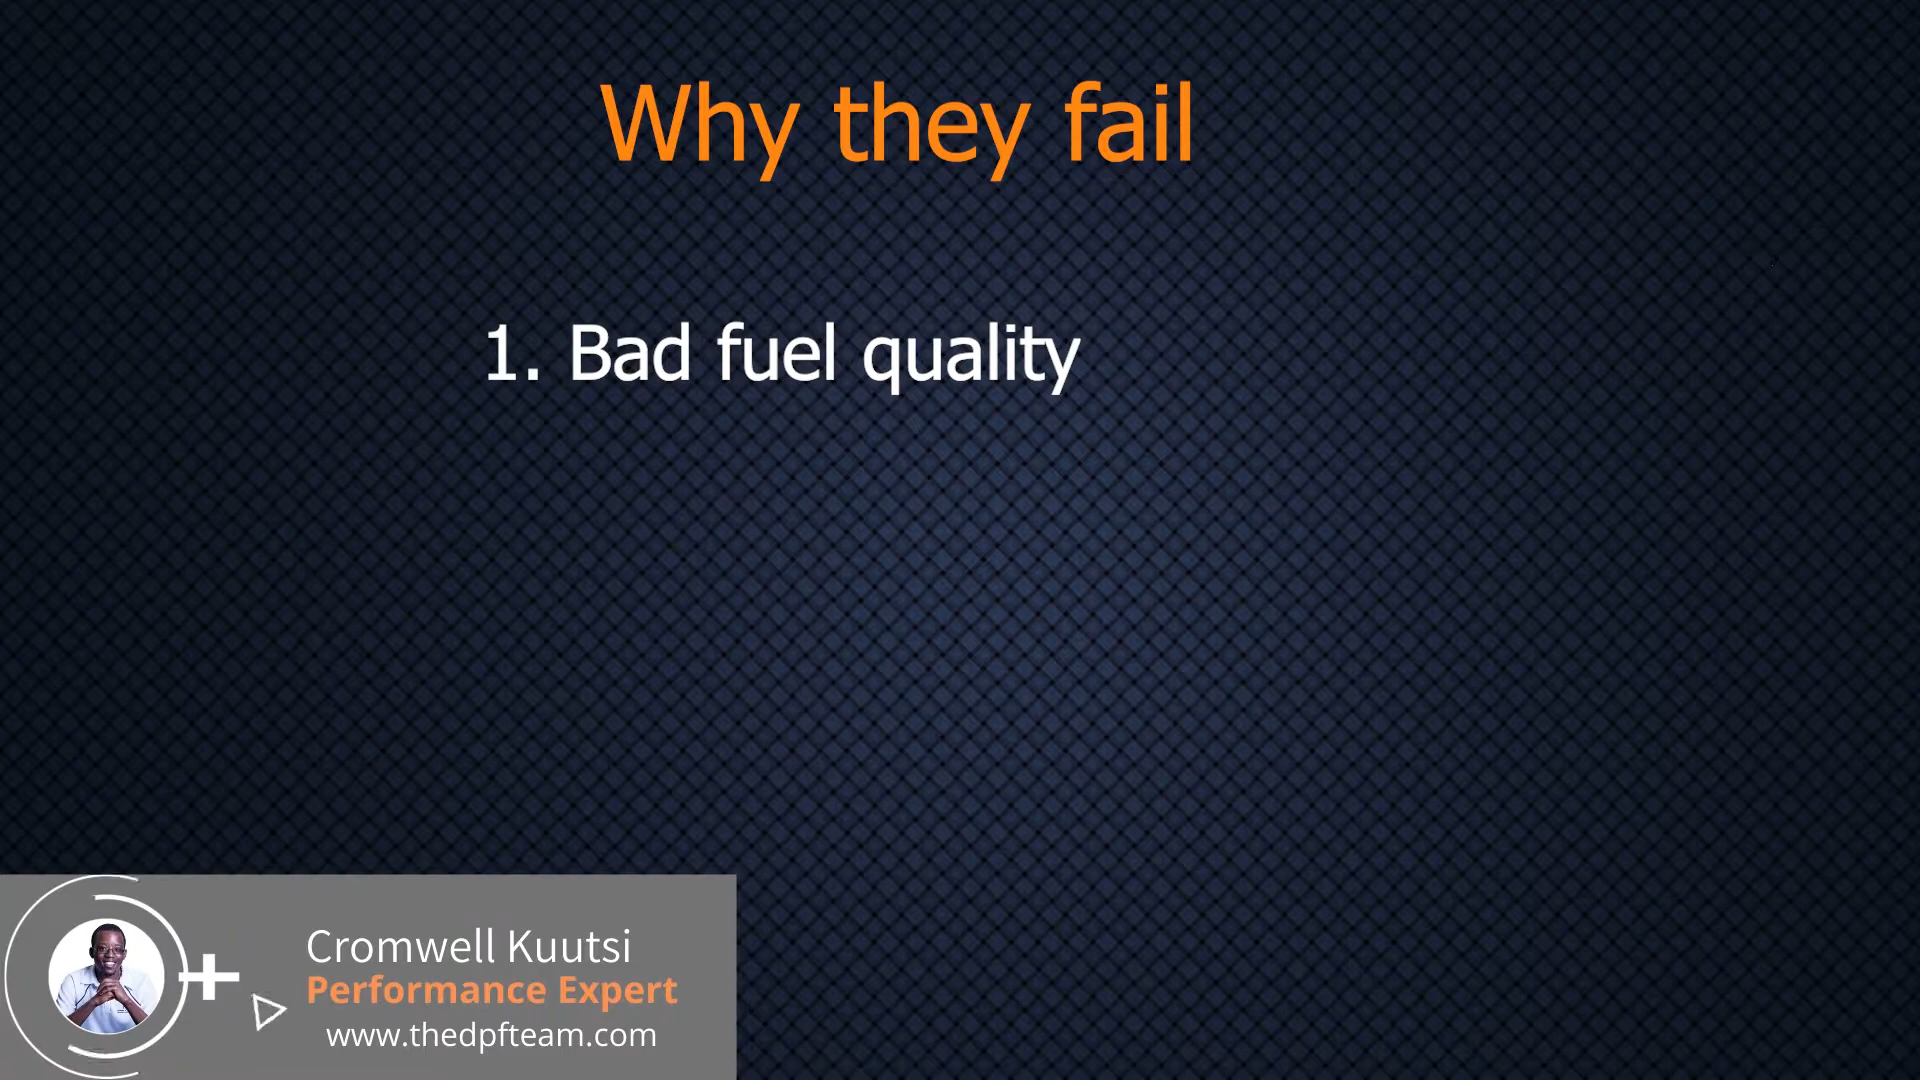 Why they fail
1. Bad fuel quality
Cromwell Kuutsi
Performance Expert
www.thedpfteam.com